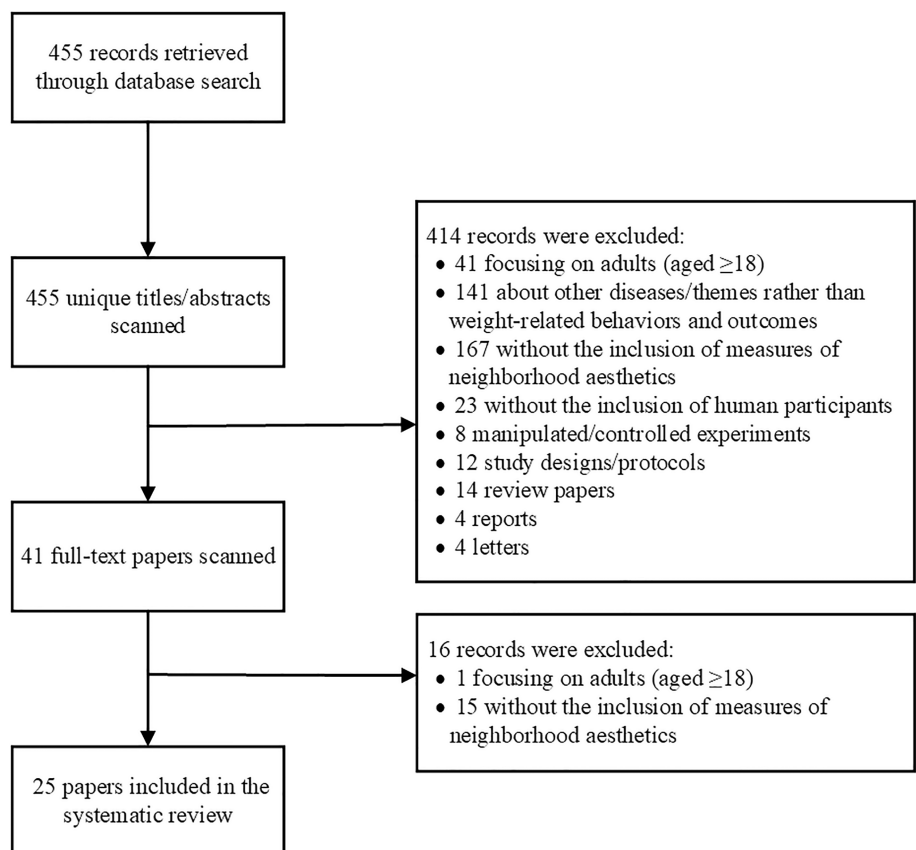 455 records retrieved
through database search
455 unique titles/abstracts
scanned
414 records were excluded:
• 41 focusing on adults (aged ≥18)
• 141 about other diseases/themes rather than
weight-related behaviors and outcomes
• 167 without the inclusion of measures of
neighborhood aesthetics
• 23 without the inclusion of human participants
• 8 manipulated/controlled experiments
• 12 study designs/protocols
• 14 review papers
• 4 reports
• 4 letters
41 full-text papers scanned
16 records were excluded:
• 1 focusing on adults (aged ≥18)
• 15 without the inclusion of measures of
neighborhood aesthetics
25 papers included in the
systematic review